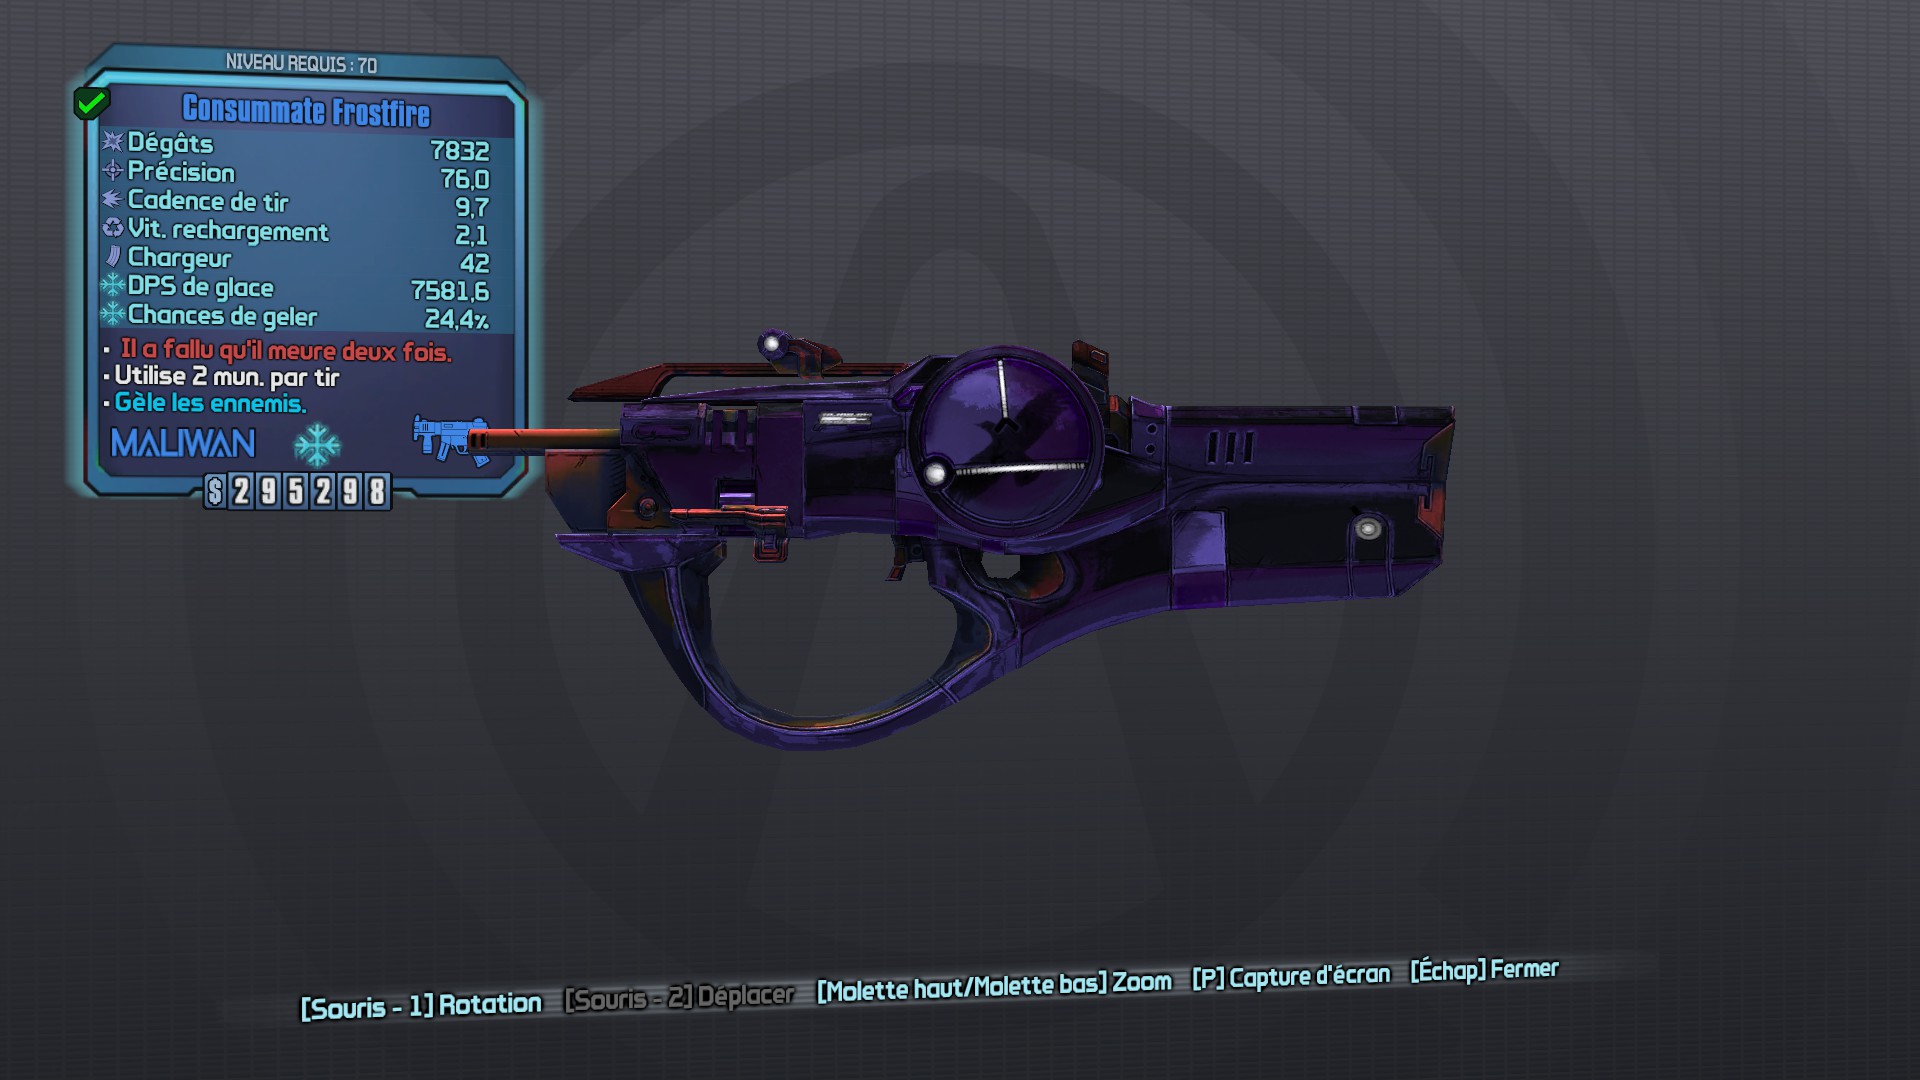 NIVEAU REQUIS : 70
Consummate Frostfire
Dégâts 7832
Précision 76,0
Cadence de tir 9,7
Vit. rechargement 2,1
Chargeur 42
DPS de glace 7581,6
Chances de geler 24,4%
▪ Il a fallu qu'il meure deux fois.
▪ Utilise 2 mun. par tir
▪ Gèle les ennemis.
MALIWAN
$295298
[Souris - 1] Rotation [Souris - 2] Déplacer [Molette haut/Molette bas] Zoom [P] Capture d'écran [Échap] Fermer